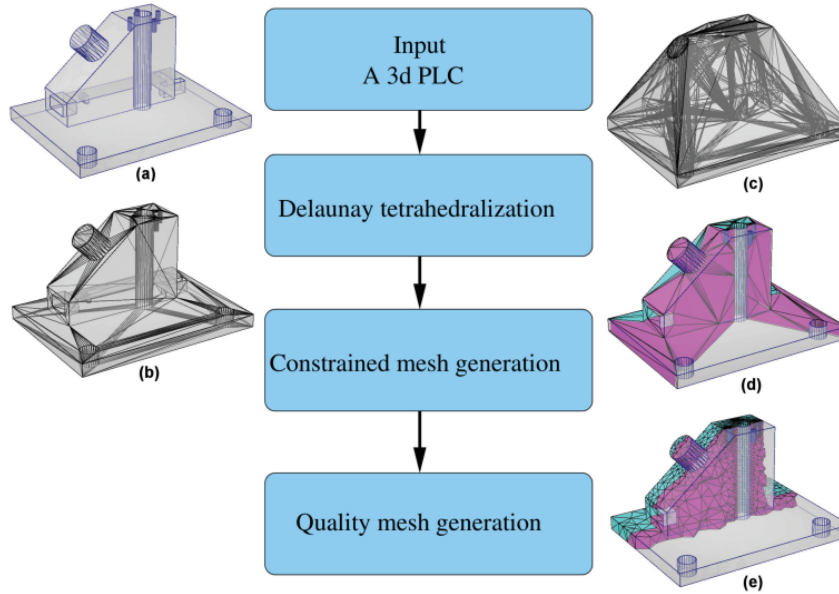 Input
A 3d PLC
Delaunay tetrahedralization
Constrained mesh generation
Quality mesh generation
(a)
(b)
(c)
(d)
(e)